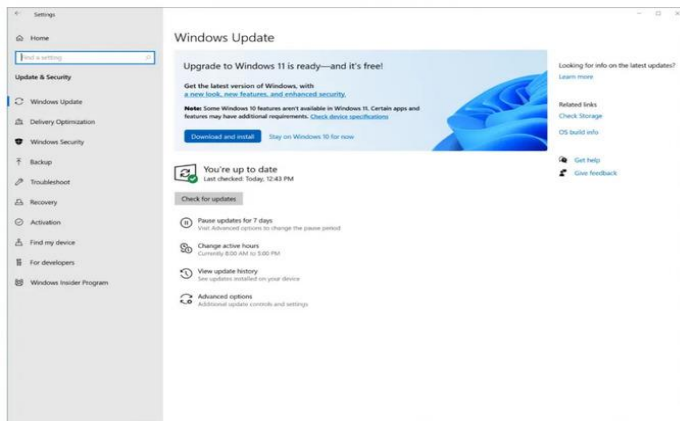 Settings
Home
Find a setting
Update & Security
Windows Update
Delivery Optimization
Windows Security
Backup
Troubleshoot
Recovery
Activation
Find my device
For developers
Windows Insider Program
Windows Update
Upgrade to Windows 11 is ready—and it's free!
Get the latest version of Windows, with
a new look, new features, and enhanced security.
Note: Some Windows 10 features aren't available in Windows 11. Certain apps and
features may have additional requirements. Check device specifications
Download and install
Stay on Windows 10 for now
You're up to date
Last checked: Today, 12:43 PM
Check for updates
Pause updates for 7 days
Visit Advanced options to change the pause period
Change active hours
Currently 8:00 AM to 5:00 PM
View update history
See updates installed on your device
Advanced options
Additional update controls and settings
Looking for info on the latest updates?
Learn more
Related links
Check Storage
OS build info
Get help
Give feedback